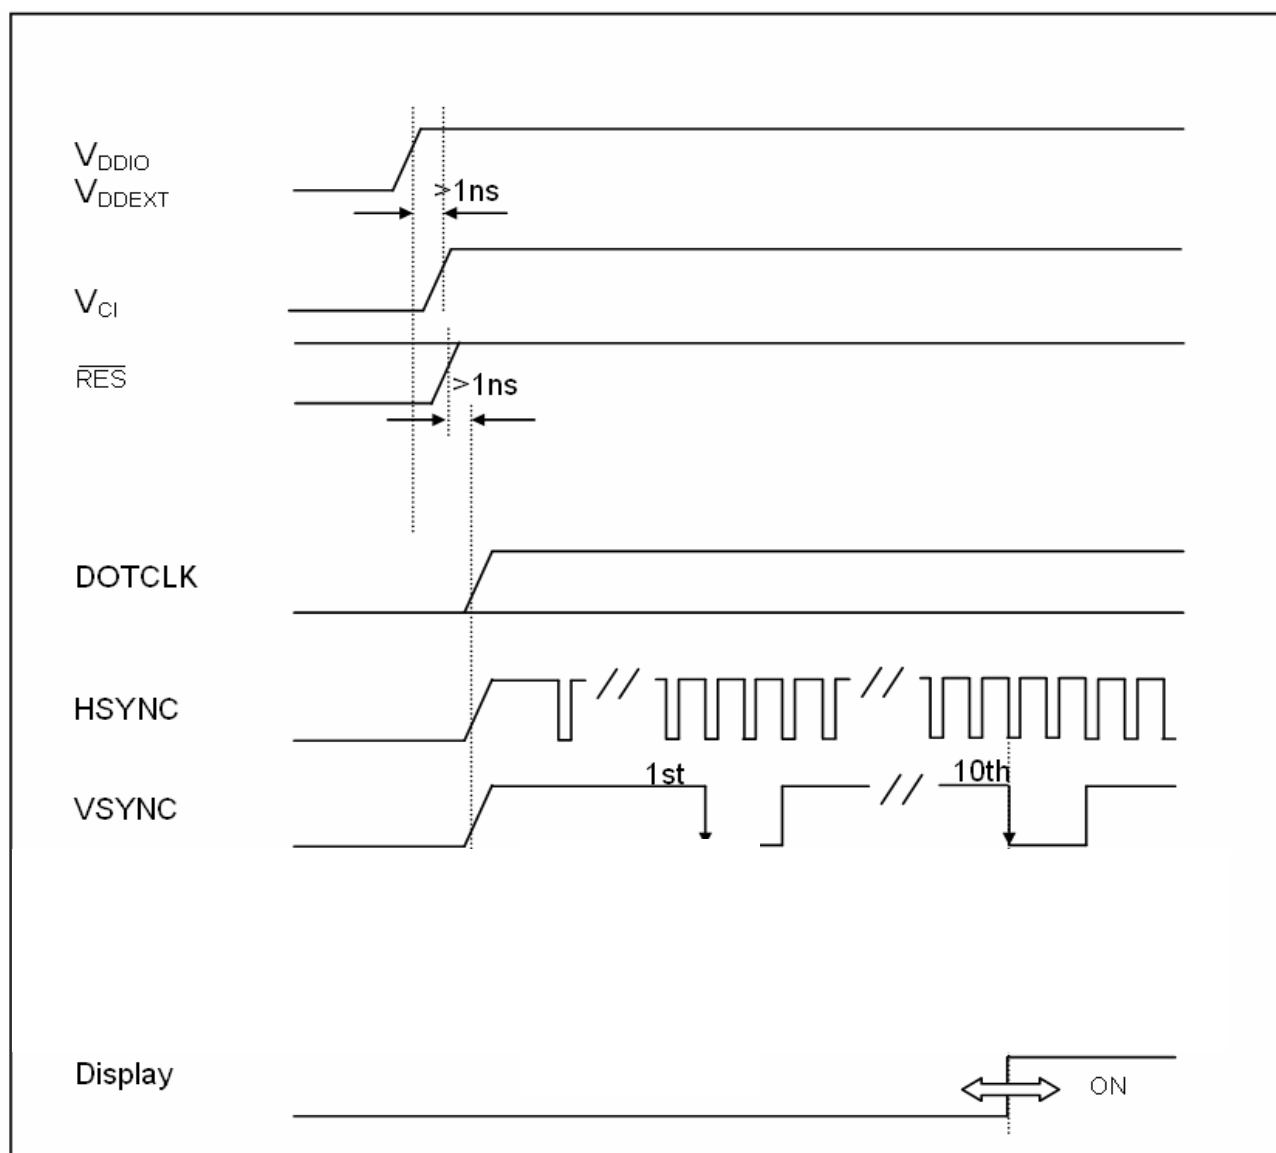 VDDIO
VDDEXT
>1ns
VCI
RES
>1ns
DOTCLK
HSYNC
1st
10th
VSYNC
Display
ON